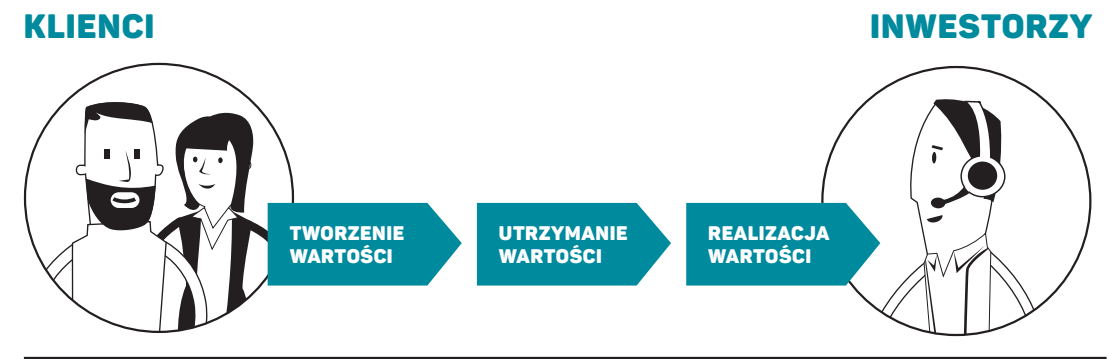 KLIENCI
INWESTORZY
TWORZENIE
WARTOŚCI
UTRZYMANIE
WARTOŚCI
REALIZACJA
WARTOŚCI